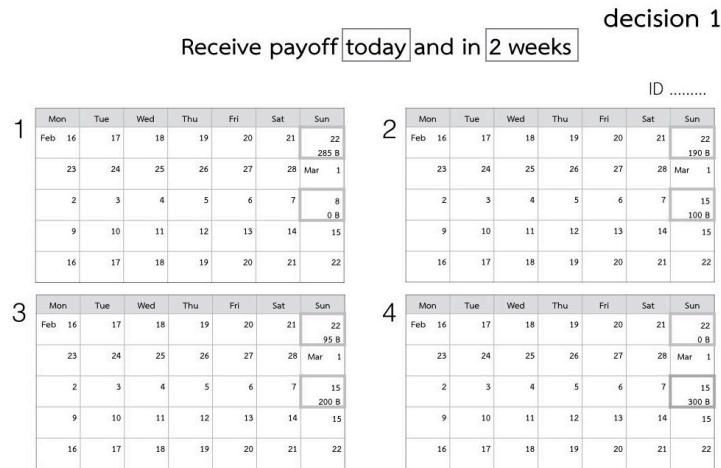 decision 1
Receive payoff today and in 2 weeks
ID .........
1
Mon Tue Wed Thu Fri Sat Sun
Feb 16 17 18 19 20 21 22
285 B
23 24 25 26 27 28 Mar 1
2 3 4 5 6 7 8
0 B
9 10 11 12 13 14 15
16 17 18 19 20 21 22
2
Mon Tue Wed Thu Fri Sat Sun
Feb 16 17 18 19 20 21 22
190 B
23 24 25 26 27 28 Mar 1
2 3 4 5 6 7 15
100 B
9 10 11 12 13 14 15
16 17 18 19 20 21 22
3
Mon Tue Wed Thu Fri Sat Sun
Feb 16 17 18 19 20 21 22
95 B
23 24 25 26 27 28 Mar 1
2 3 4 5 6 7 15
200 B
9 10 11 12 13 14 15
16 17 18 19 20 21 22
4
Mon Tue Wed Thu Fri Sat Sun
Feb 16 17 18 19 20 21 22
0 B
23 24 25 26 27 28 Mar 1
2 3 4 5 6 7 15
300 B
9 10 11 12 13 14 15
16 17 18 19 20 21 22